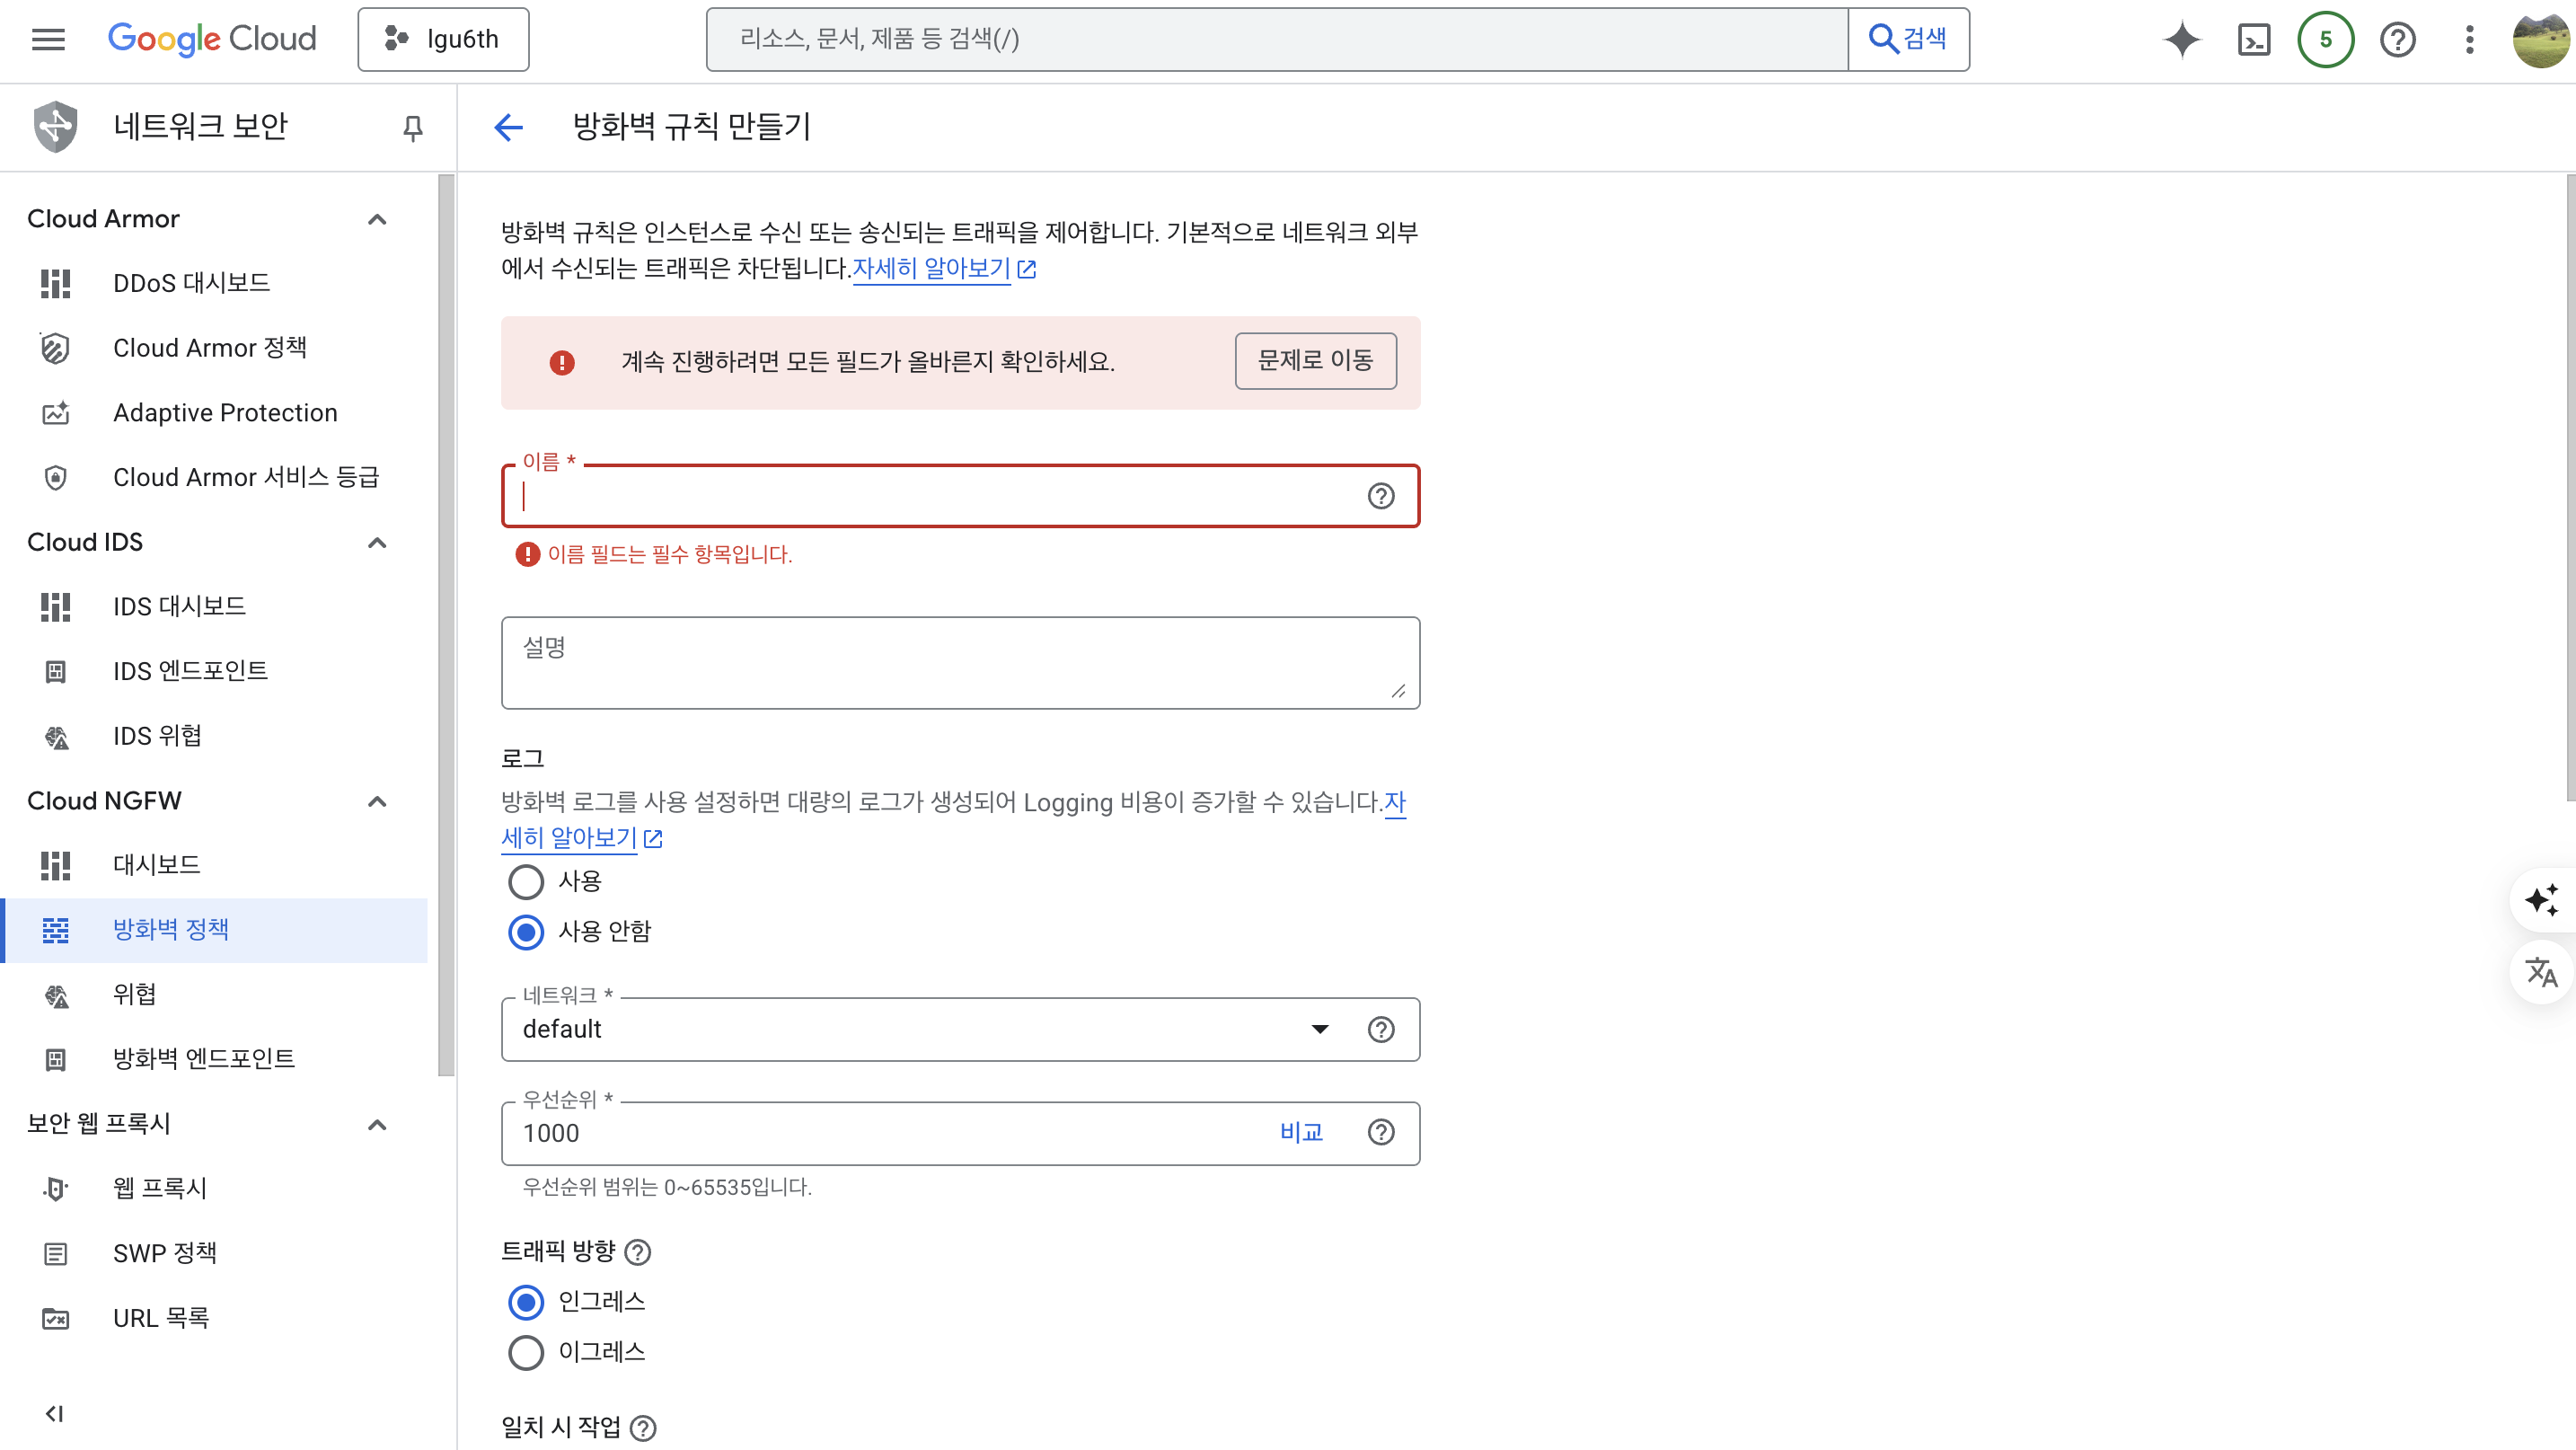 Google Cloud
lgu6th
리소스, 문서, 제품 등 검색(/)
검색
5
네트워크 보안
방화벽 규칙 만들기
Cloud Armor
DDoS 대시보드
Cloud Armor 정책
Adaptive Protection
Cloud Armor 서비스 등급
Cloud IDS
IDS 대시보드
IDS 엔드포인트
IDS 위협
Cloud NGFW
대시보드
방화벽 정책
위협
방화벽 엔드포인트
보안 웹 프록시
웹 프록시
SWP 정책
URL 목록
방화벽 규칙은 인스턴스로 수신 또는 송신되는 트래픽을 제어합니다. 기본적으로 네트워크 외부
에서 수신되는 트래픽은 차단됩니다.자세히 알아보기
계속 진행하려면 모든 필드가 올바른지 확인하세요.
문제로 이동
이름 *
이름 필드는 필수 항목입니다.
설명
로그
방화벽 로그를 사용 설정하면 대량의 로그가 생성되어 Logging 비용이 증가할 수 있습니다.자
세히 알아보기
사용
사용 안함
네트워크 *
default
우선순위 *
1000
비교
우선순위 범위는 0~65535입니다.
트래픽 방향
인그레스
이그레스
일치 시 작업